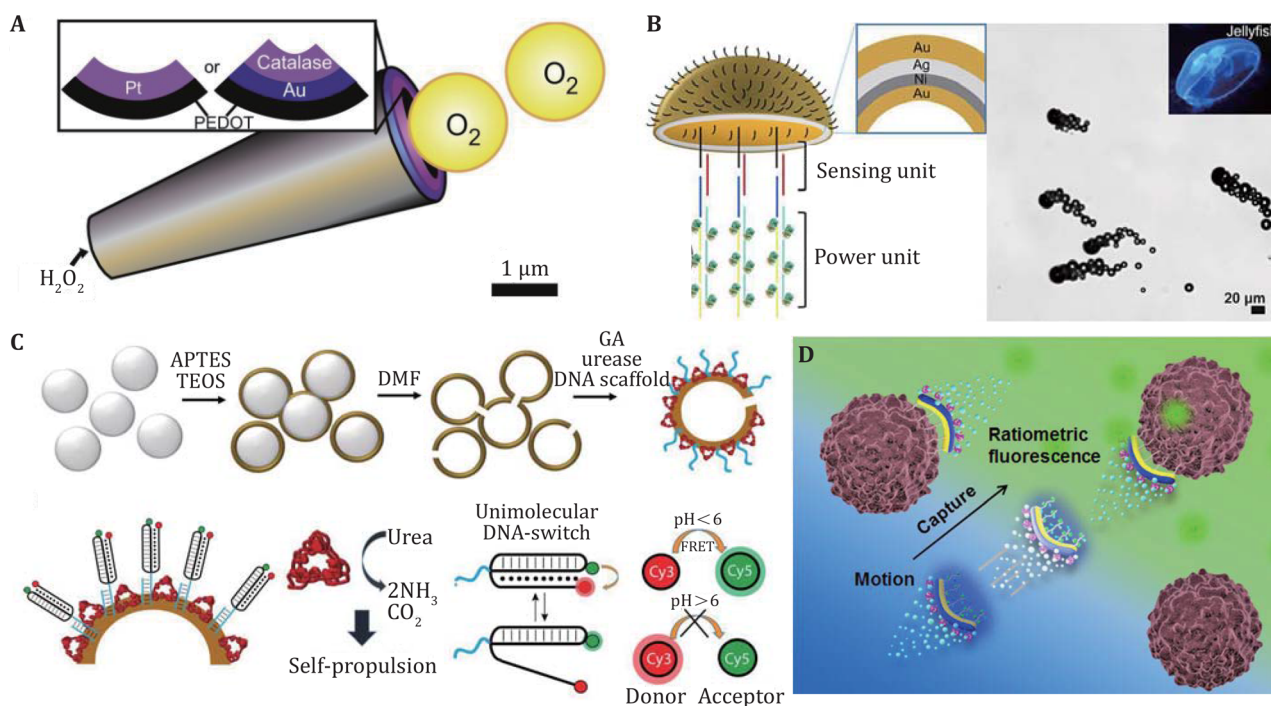 A
Pt
or
Catalase
Au
PEDOT
O₂
O₂
H₂O₂
1 μm
B
Au
Ag
Ni
Au
Sensing unit
Power unit
Jellyfish
20 μm
C
APTES
TEOS
DMF
GA
urease
DNA scaffold
Urea
2NH₃
CO₂
Self-propulsion
Unimolecular
DNA-switch
pH<6
FRET
Cy3
Cy5
pH>6
Cy3
Cy5
Donor
Acceptor
D
Ratiometric
fluorescence
Capture
Motion